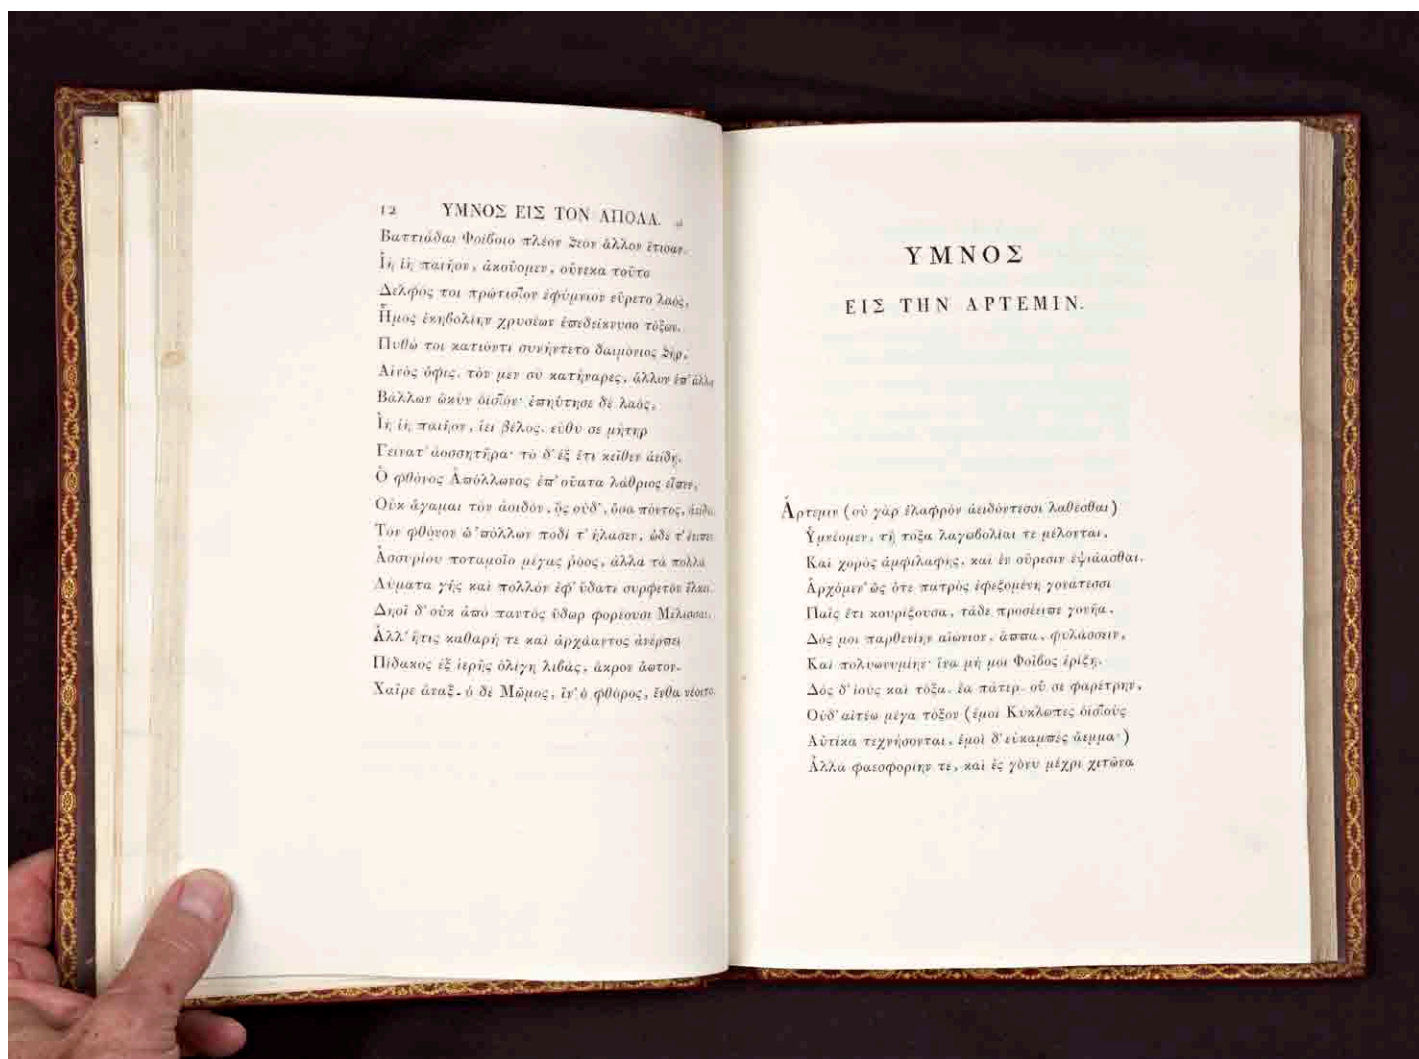 12 ΥΜΝΟΣ ΕΙΣ ΤΟΝ ΑΠΟΛΛ.
Βαττιάδαι Φοίβοιο πλέον θεὸν ἄλλον ἔτισαν.
Ἰὴ ἰὴ παιῆον, ἀκούομεν, οὕνεκα τοῦτο
Δελφός τοι πρώτιστον ἐφύμνιον εὕρετο λαὸς,
Ἦμος ἑκηβολίην χρυσέων ἐπεδείκνυσο τόξων.
Πυθώ τοι κατιόντι συνήντετο δαιμόνιος θὴρ,
Αἰνὸς ὄφις. τὸν μὲν σὺ κατήναρες, ἄλλον ἐπ' ἄλλῳ
Βάλλων ὠκὺν ὀϊστόν· ἐπηΰτησε δὲ λαὸς,
Ἰὴ ἰὴ παιῆον, ἵει βέλος. εὐθύ σε μήτηρ
Γείνατ' ἀοσσητῆρα· τὸ δ' ἐξ ἔτι κεῖθεν ἀείδῃ.
Ὁ φθόνος Ἀπόλλωνος ἐπ' οὔατα λάθριος εἶπεν,
Οὐκ ἄγαμαι τὸν ἀοιδὸν, ὃς οὐδ', ὅσα πόντος, ἀείδει.
Τὸν φθόνον ὡ'πόλλων ποδί τ' ἤλασεν, ὧδέ τ' ἔειπεν
Ἀσσυρίου ποταμοῖο μέγας ῥόος, ἀλλὰ τὰ πολλὰ
Λύματα γῆς καὶ πολλὸν ἐφ' ὕδατι συρφετὸν ἕλκει.
Δηοῖ δ' οὐκ ἀπὸ παντὸς ὕδωρ φορέουσι Μέλισσαι,
Ἀλλ' ἥτις καθαρή τε καὶ ἀχράαντος ἀνέρπει
Πίδακος ἐξ ἱερῆς ὀλίγη λιβὰς, ἄκρον ἄωτον.
Χαῖρε ἄναξ. ὁ δὲ Μῶμος, ἵν' ὁ φθόρος, ἔνθα νέοιτο.
ΥΜΝΟΣ
ΕΙΣ ΤΗΝ ΑΡΤΕΜΙΝ.
Ἄρτεμιν (οὐ γὰρ ἐλαφρὸν ἀειδόντεσσι λαθέσθαι)
Ὑμνέομεν, τῇ τόξα λαγωβολίαι τε μέλονται,
Καὶ χορὸς ἀμφιλαφὴς, καὶ ἐν οὔρεσιν ἑψιάασθαι.
Ἀρχόμεν' ὡς ὅτε πατρὸς ἐφεζομένη γονάτεσσι
Παῖς ἔτι κουρίζουσα, τάδε προσέειπε γονῆα,
Δός μοι παρθενίην αἰώνιον, ἄππα, φυλάσσειν,
Καὶ πολυωνυμίην· ἵνα μή μοι Φοῖβος ἐρίζῃ.
Δὸς δ' ἰοὺς καὶ τόξα. ἔα πάτερ. οὔ σε φαρέτρην,
Οὐδ' αἰτέω μέγα τόξον (ἐμοὶ Κύκλωπες ὀϊστοὺς
Αὐτίκα τεχνήσονται, ἐμοὶ δ' εὐκαμπὲς ἄεμμα·)
Ἀλλὰ φαεσφορίην τε, καὶ ἐς γόνυ μέχρι χιτῶνα